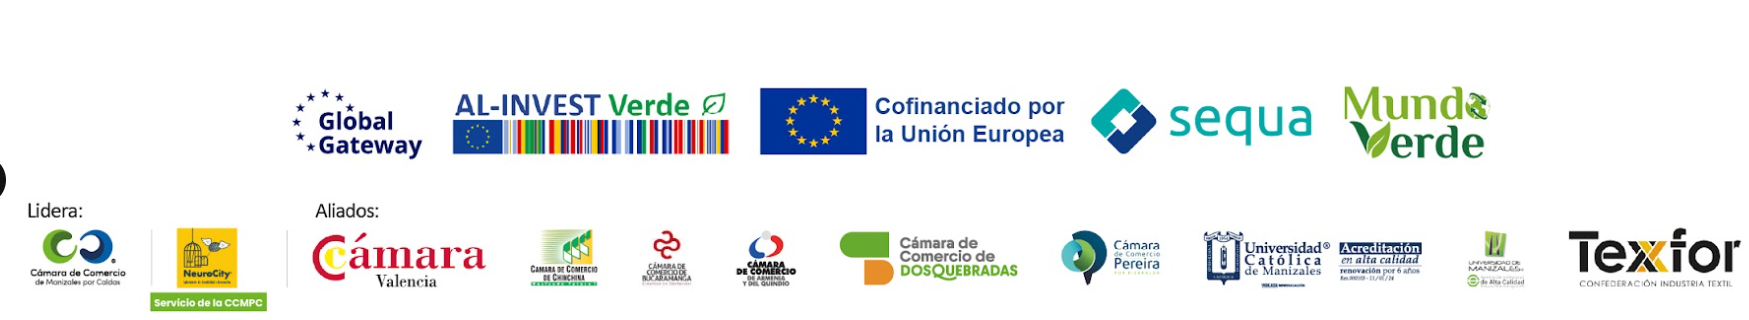 Global
Gateway
AL-INVEST Verde
Cofinanciado por
la Unión Europea
sequa
Mundo
Verde
Lidera:
Cámara de Comercio
de Manizales por Caldas
NeuroCity
Servicio de la CCMPC
Aliados:
Cámara
Valencia
CAMARA DE COMERCIO
DE CHINCHINA
CÁMARA DE
COMERCIO DE
BUCARAMANGA
CÁMARA
DE COMERCIO
DE ARMENIA
Y DEL QUINDÍO
Cámara de
Comercio de
DOSQUEBRADAS
Cámara
de Comercio
Pereira
Universidad®
Católica
de Manizales
Acreditación
en alta calidad
renovación por 6 años
UNIVERSIDAD DE
MANIZALES
de Alta Calidad
Texfor
CONFEDERACIÓN INDUSTRIA TEXTIL